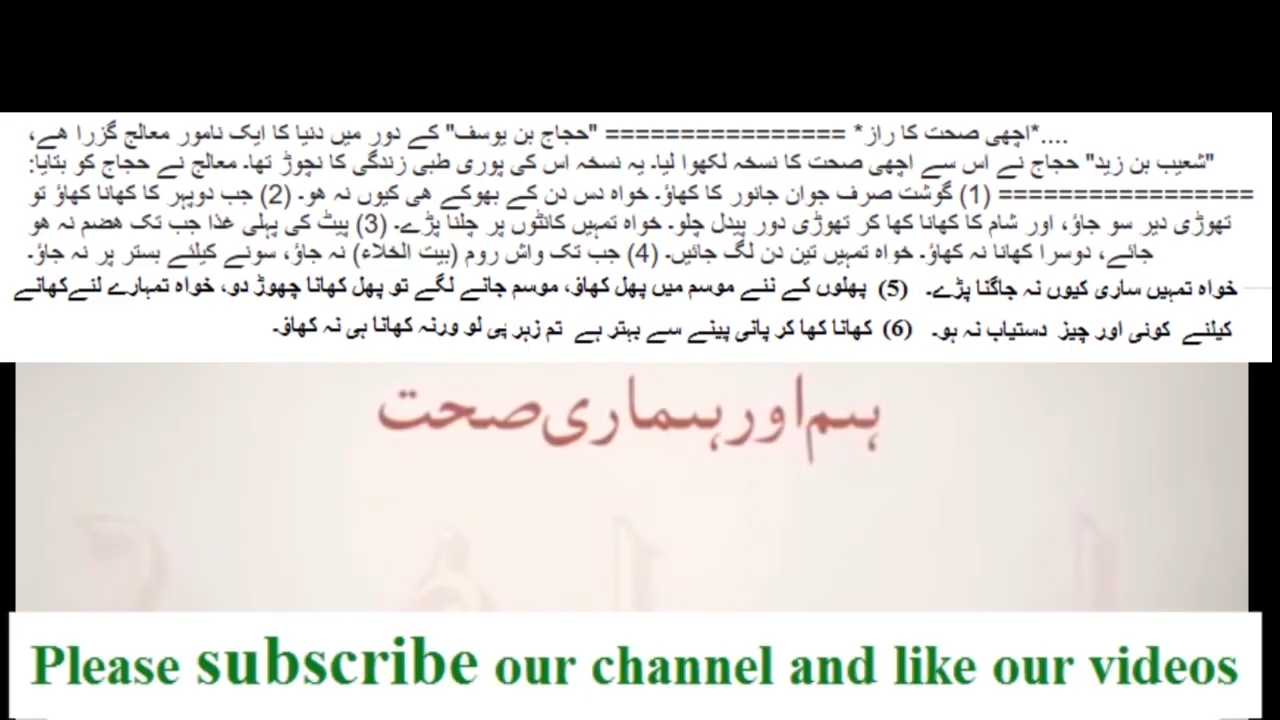 ....*اچھی صحت کا راز* ================ "حجاج بن یوسف" کے دور میں دنیا کا ایک نامور معالج گزرا ھے،
"شعیب بن زید" حجاج نے اس سے اچھی صحت کا نسخہ لکھوا لیا۔ یہ نسخہ اس کی پوری طبی زندگی کا نچوڑ تھا۔ معالج نے حجاج کو بتایا:
================= (1) گوشت صرف جوان جانور کا کھاؤ۔ خواہ دس دن کے بھوکے ھی کیوں نہ ھو۔ (2) جب دوپہر کا کھانا کھاؤ تو
تھوڑی دیر سو جاؤ، اور شام کا کھانا کھا کر تھوڑی دور پیدل چلو۔ خواہ تمہیں کانٹوں پر چلنا پڑے۔ (3) پیٹ کی پہلی غذا جب تک ھضم نہ ھو
جائے، دوسرا کھانا نہ کھاؤ۔ خواہ تمہیں تین دن لگ جائیں۔ (4) جب تک واش روم (بیت الخلاء) نہ جاؤ، سونے کیلئے بستر پر نہ جاؤ۔
خواہ تمہیں ساری کیوں نہ جاگنا پڑے۔ (5) پھلوں کے نئے موسم میں پھل کھاؤ، موسم جانے لگے تو پھل کھانا چھوڑ دو، خواہ تمہارے لئے کھانے
کیلئے کوئی اور چیز دستیاب نہ ہو۔ (6) کھانا کھا کر پانی پینے سے بہتر ہے تم زہر پی لو ورنہ کھانا ہی نہ کھاؤ۔
ہم اور ہماری صحت
Please subscribe our channel and like our videos